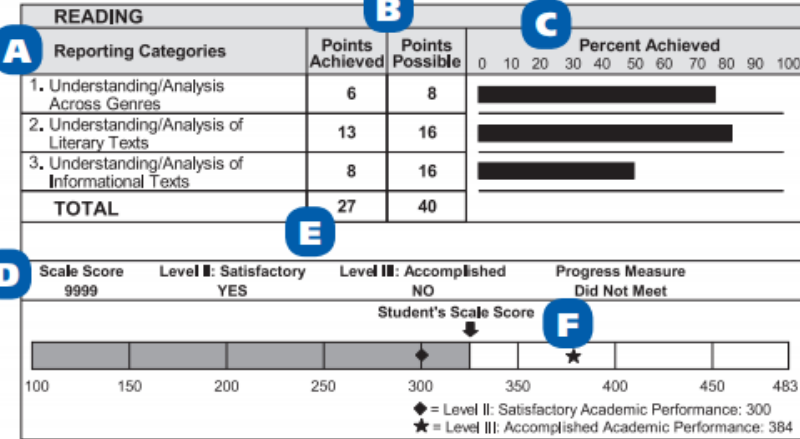 READING
B
C
A
Reporting Categories
Points Achieved
Points Possible
Percent Achieved
0 10 20 30 40 50 60 70 80 90 100
1. Understanding/Analysis
Across Genres
6 8
2. Understanding/Analysis of
Literary Texts
13 16
3. Understanding/Analysis of
Informational Texts
8 16
TOTAL 27 40
E
D
Scale Score Level II: Satisfactory Level III: Accomplished Progress Measure
9999 YES NO Did Not Meet
Student's Scale Score
F
100 150 200 250 300 350 400 450 483
◆ = Level II: Satisfactory Academic Performance: 300
★ = Level III: Accomplished Academic Performance: 384